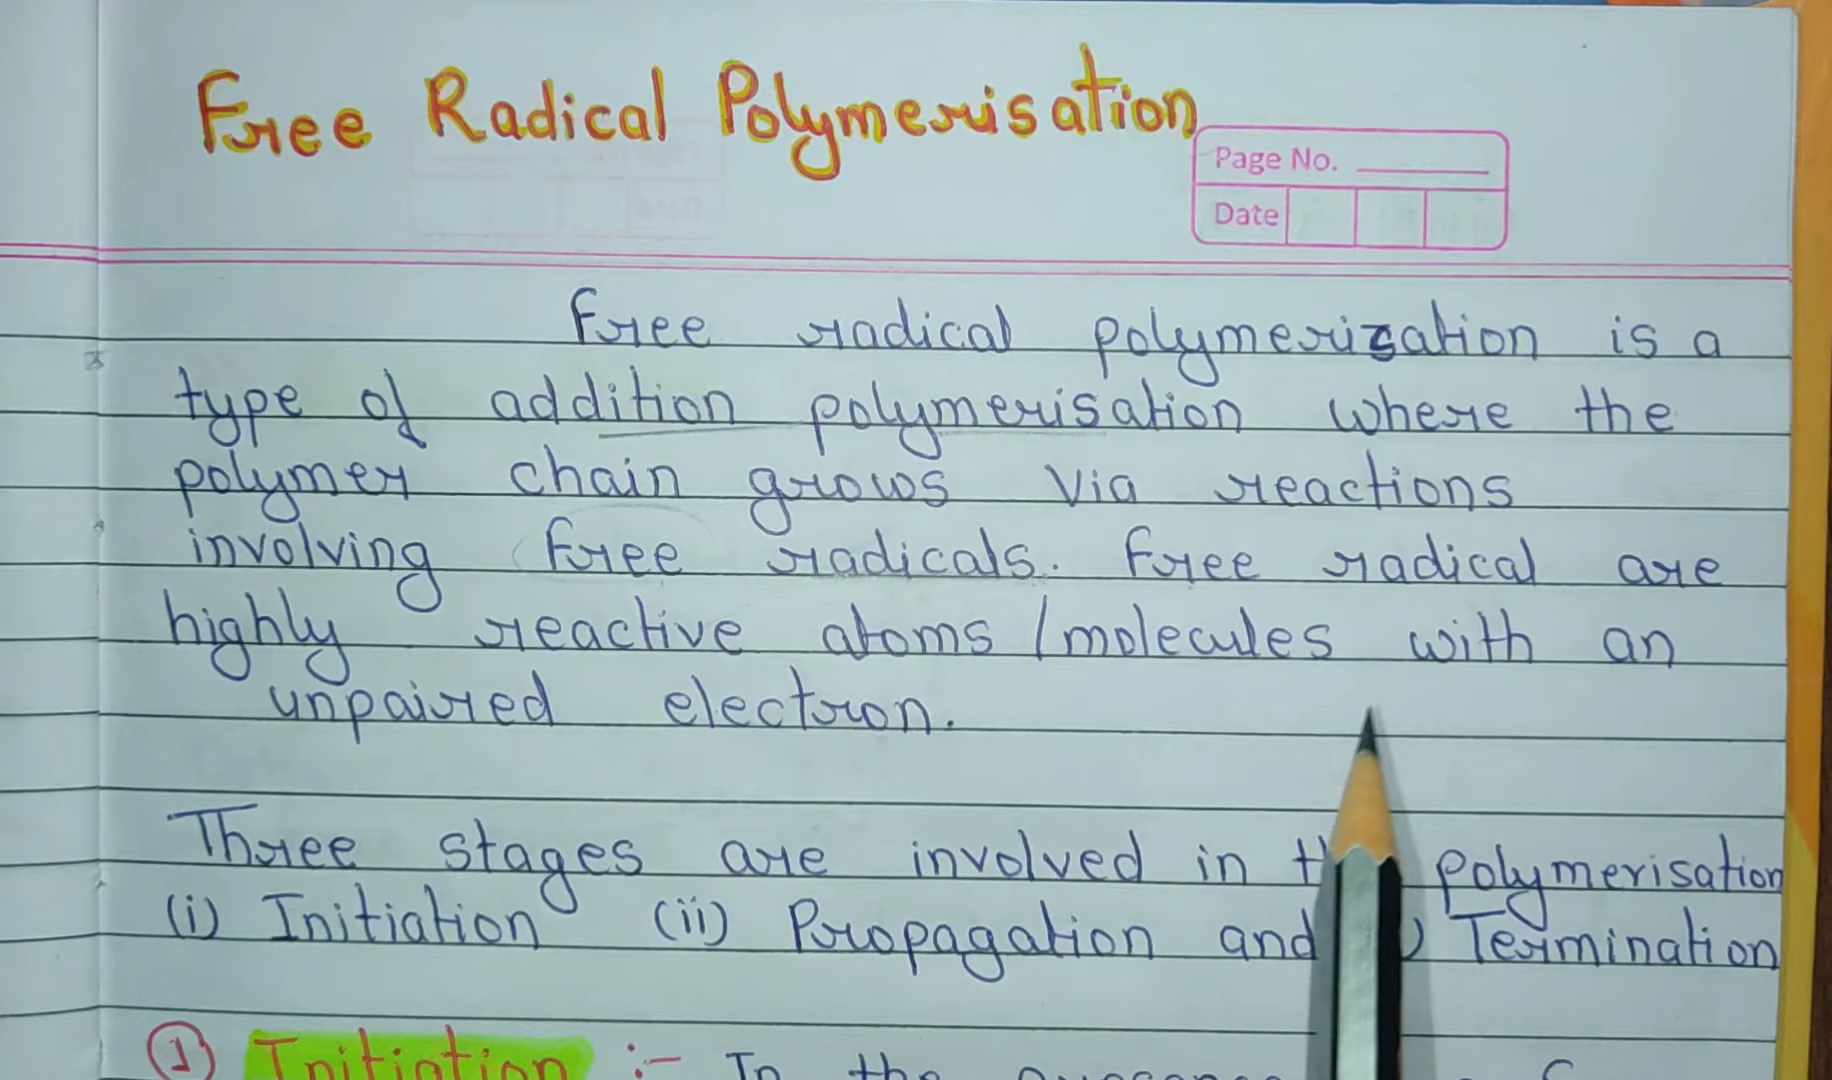 Free Radical Polymerisation
Page No.
Date
Free radical polymerisation is a
type of addition polymerisation where the
polymer chain grows via reactions
involving free radicals. Free radical are
highly reactive atoms / molecules with an
unpaired electron.
Three stages are involved in polymerisation
(i) Initiation (ii) Propagation and ) Termination
① Initiation :- In the